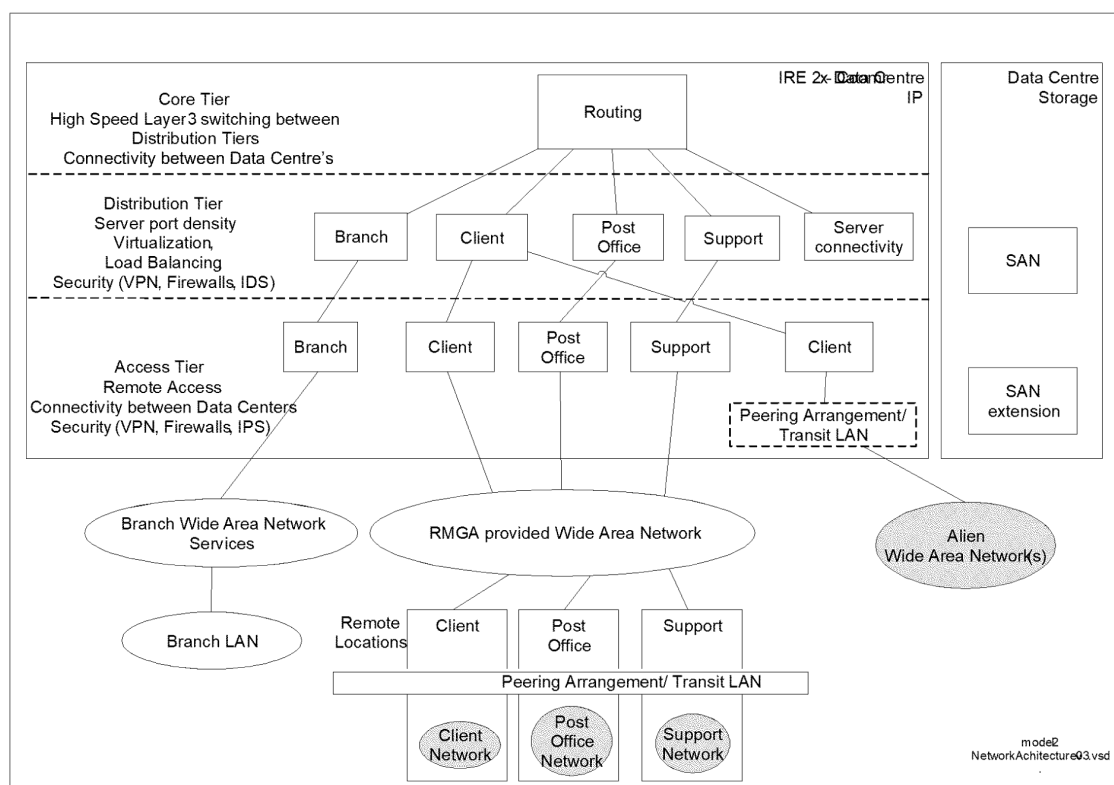 IRE 2x
Data Centre
IP
Data Centre
Storage
Core Tier
High Speed Layer3 switching between
Distribution Tiers
Connectivity between Data Centre's
Routing
Distribution Tier
Server port density
Virtualization,
Load Balancing
Security (VPN, Firewalls, IDS)
Branch
Client
Post
Office
Support
Server
connectivity
SAN
Access Tier
Remote Access
Connectivity between Data Centers
Security (VPN, Firewalls, IPS)
Branch
Client
Post
Office
Support
Client
SAN
extension
Peering Arrangement/
Transit LAN
Branch Wide Area Network
Services
RMGA provided Wide Area Network
Alien
Wide Area Network(s)
Branch LAN
Remote
Locations
Client
Post
Office
Support
Peering Arrangement/ Transit LAN
Client
Network
Post
Office
Network
Support
Network
model2